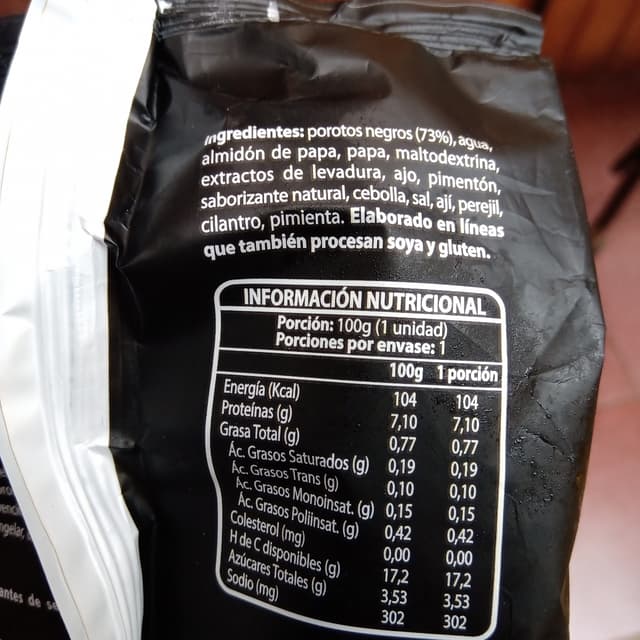 Ingredientes: porotos negros (73%), agua,
almidón de papa, papa, maltodextrina,
extractos de levadura, ajo, pimentón,
saborizante natural, cebolla, sal, ají, perejil,
cilantro, pimienta. Elaborado en líneas
que también procesan soya y gluten.
INFORMACIÓN NUTRICIONAL
Porción: 100g (1 unidad)
Porciones por envase: 1
100g 1 porción
Energía (Kcal) 104 104
Proteínas (g) 7,10 7,10
Grasa Total (g) 0,77 0,77
Ác. Grasos Saturados (g) 0,19 0,19
Ác. Grasos Trans (g) 0,10 0,10
Ác. Grasos Monoinsat. (g) 0,15 0,15
Ác. Grasos Poliinsat. (g) 0,42 0,42
Colesterol (mg) 0,00 0,00
H de C disponibles (g) 17,2 17,2
Azúcares Totales (g) 3,53 3,53
Sodio (mg) 302 302
antes de